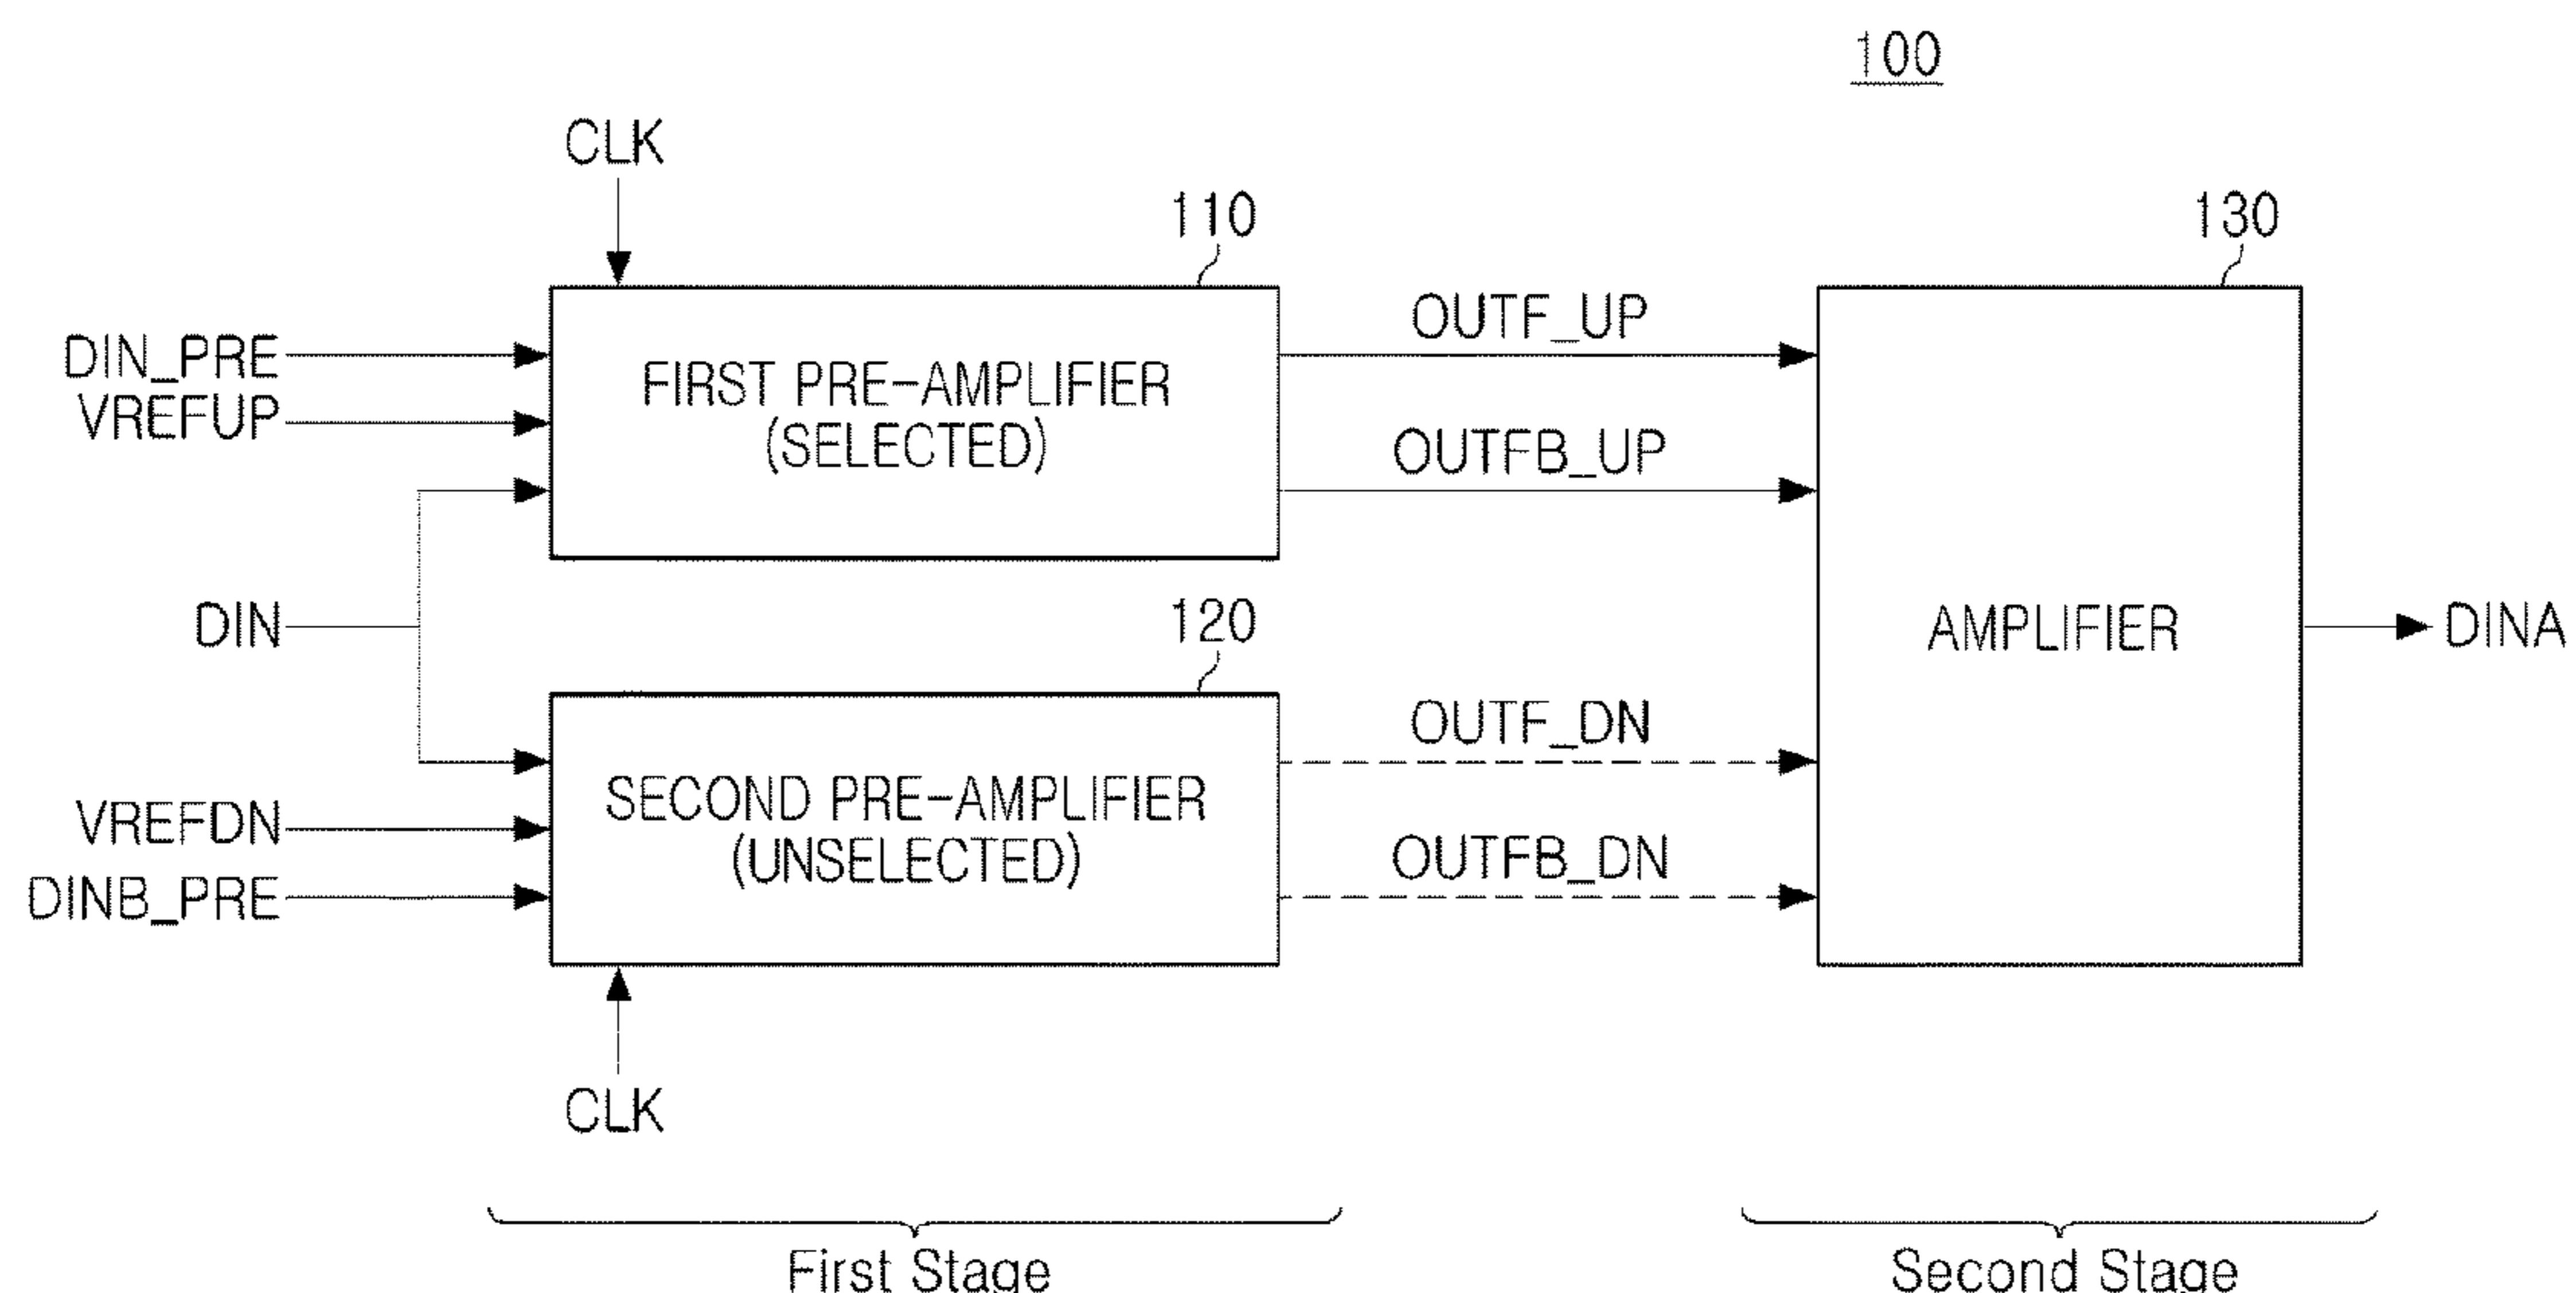 100
CLK
110
130
DIN_PRE
VREFUP
FIRST PRE-AMPLIFIER
(SELECTED)
OUTF_UP
OUTFB_UP
DIN
120
AMPLIFIER
DINA
VREFDN
DINB_PRE
SECOND PRE-AMPLIFIER
(UNSELECTED)
OUTF_DN
OUTFB_DN
CLK
First Stage
Second Stage